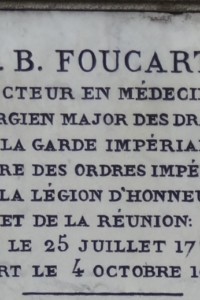 . B. FOUCART
CTEUR EN MÉDECI
RGIEN MAJOR DES DR
LA GARDE IMPÉRIA
RE DES ORDRES IMPÉ
LA LÉGION D'HONNEU
ET DE LA RÉUNION:
LE 25 JUILLET 17
RT LE 4 OCTOBRE 1